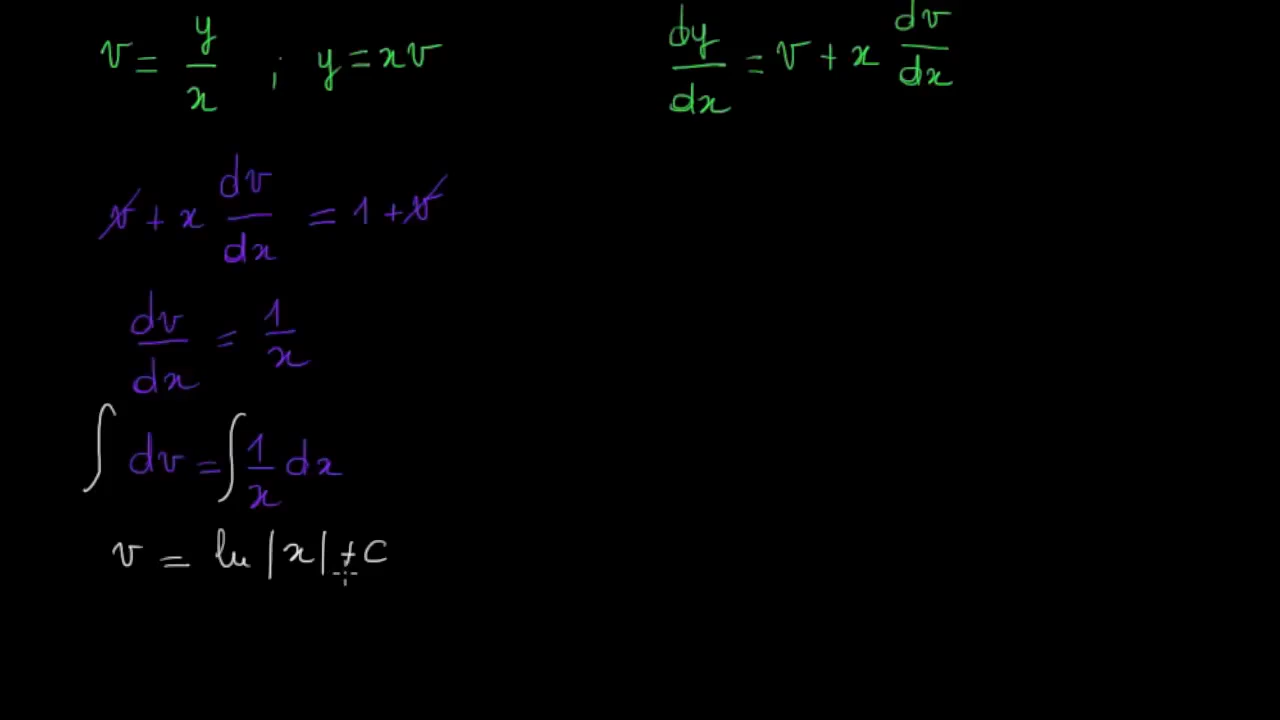 v = y/x ; y = xv
dy/dx = v + x dv/dx
v + x dv/dx = 1 + v
dv/dx = 1/x
∫ dv = ∫ 1/x dx
v = ln |x| + C